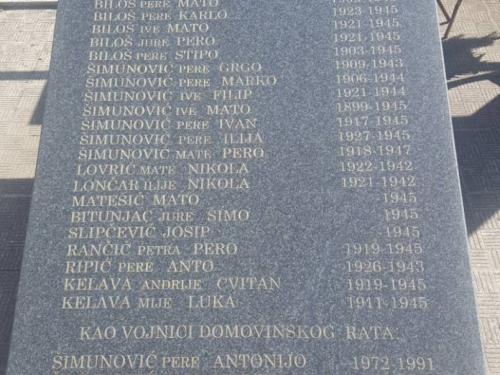 BILOŠ PERE MATO
BILOŠ PERE KARLO 1923-1945
BILOŠ IVE MATO 1921-1945
BILOŠ JURE PERO 1921-1945
BILOŠ PERE STIPO 1903-1945
ŠIMUNOVIĆ PERE GRGO 1909-1943
ŠIMUNOVIĆ PERE MARKO 1906-1944
ŠIMUNOVIĆ IVE FILIP 1921-1944
ŠIMUNOVIĆ IVE MATO 1899-1945
ŠIMUNOVIĆ PERE IVAN 1917-1945
ŠIMUNOVIĆ PERE ILIJA 1927-1945
ŠIMUNOVIĆ MATE PERO 1918-1947
LOVRIĆ MATE NIKOLA 1922-1942
LONČAR ILIJE NIKOLA 1921-1942
MATEŠIĆ MATO 1945
BITUNJAC JURE ŠIMO 1945
SLIPČEVIĆ JOSIP 1945
RANČIĆ PETRA PERO 1919-1945
RIPIĆ PERE ANTO 1926-1943
KELAVA ANDRIJE CVITAN 1919-1945
KELAVA MIJE LUKA 1911-1945
KAO VOJNICI DOMOVINSKOG RATA:
ŠIMUNOVIĆ PERE ANTONIJO 1972-1991